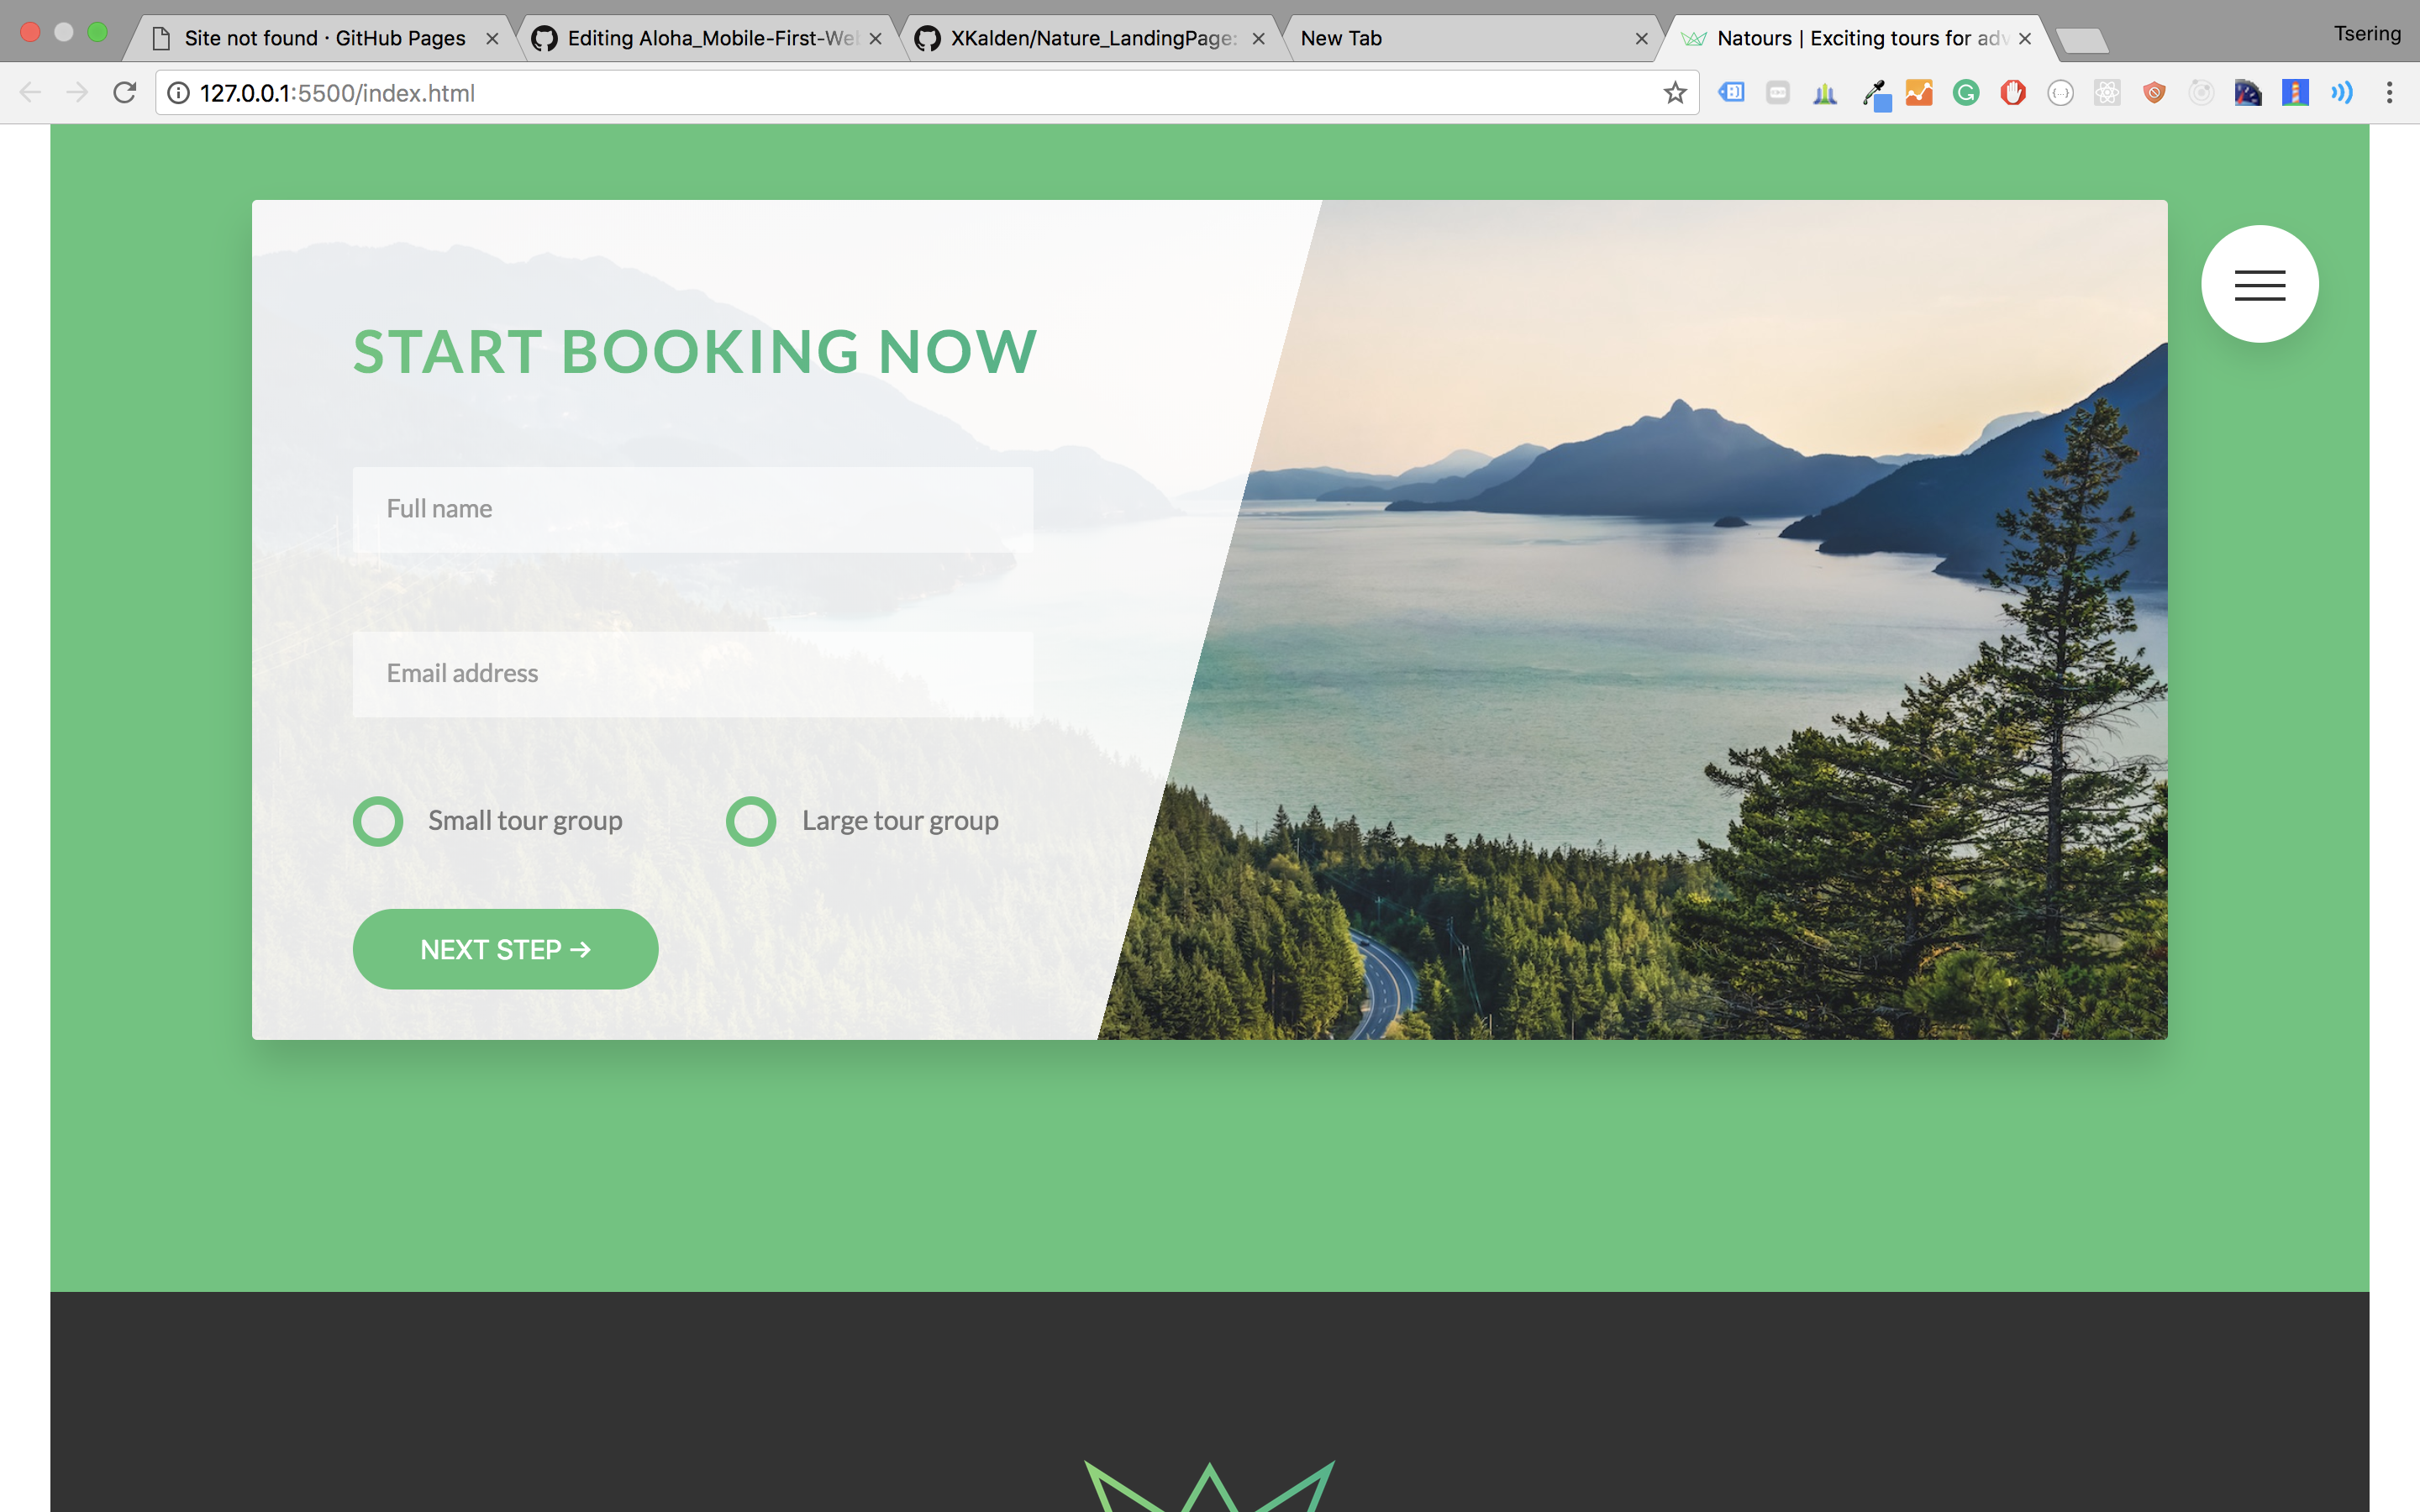 Site not found · GitHub Pages
Editing Aloha_Mobile-First-We
XKalden/Nature_LandingPage:
New Tab
Natours | Exciting tours for adv
Tsering
127.0.0.1:5500/index.html
START BOOKING NOW
Full name
Email address
Small tour group
Large tour group
NEXT STEP →